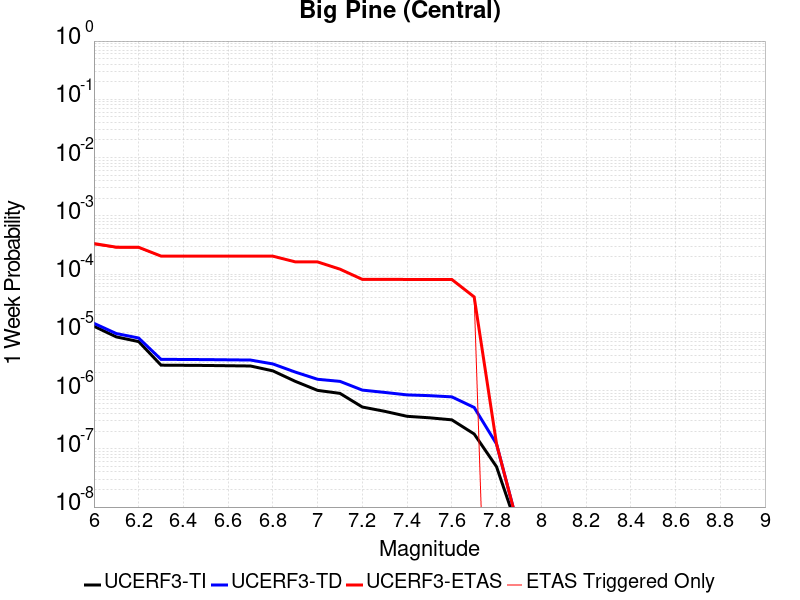 Big Pine (Central)
1 Week Probability
10^0
10^-1
10^-2
10^-3
10^-4
10^-5
10^-6
10^-7
10^-8
6 6.2 6.4 6.6 6.8 7 7.2 7.4 7.6 7.8 8 8.2 8.4 8.6 8.8 9
Magnitude
UCERF3-TI UCERF3-TD UCERF3-ETAS ETAS Triggered Only